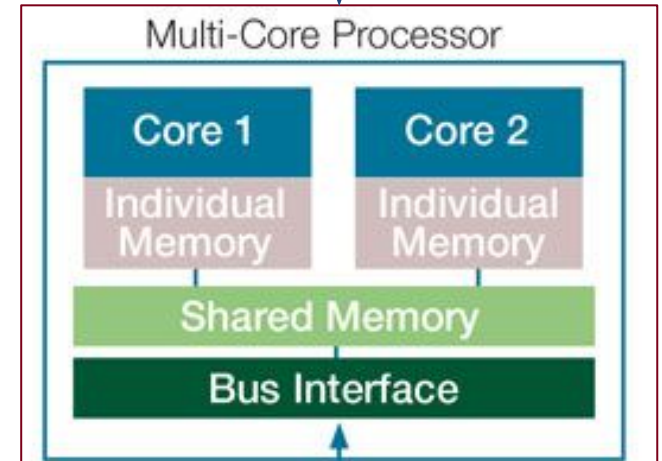 Multi-Core Processor
Core 1
Individual
Memory
Core 2
Individual
Memory
Shared Memory
Bus Interface